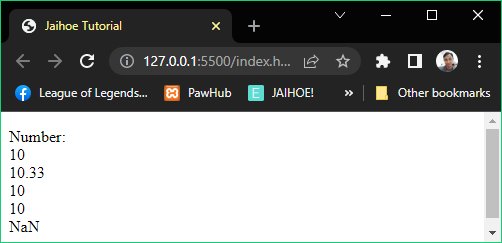 Jaihoe Tutorial
127.0.0.1:5500/index.h...
League of Legends...
PawHub
JAIHOE!
Other bookmarks
Number:
10
10.33
10
10
NaN